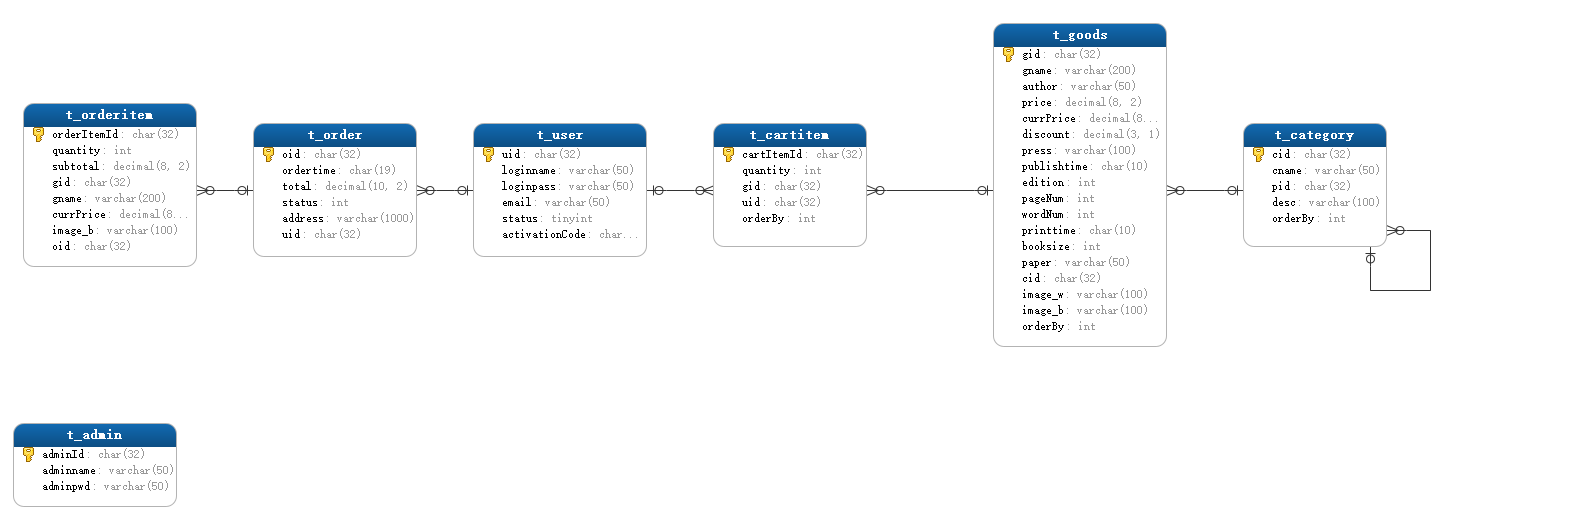 t_orderitem
orderItemId: char(32)
quantity: int
subtotal: decimal(8, 2)
gid: char(32)
gname: varchar(200)
currPrice: decimal(8...
image_b: varchar(100)
oid: char(32)
t_order
oid: char(32)
ordertime: char(19)
total: decimal(10, 2)
status: int
address: varchar(1000)
uid: char(32)
t_user
uid: char(32)
loginname: varchar(50)
loginpass: varchar(50)
email: varchar(50)
status: tinyint
activationCode: char...
t_cartitem
cartItemId: char(32)
quantity: int
gid: char(32)
uid: char(32)
orderBy: int
t_goods
gid: char(32)
gname: varchar(200)
author: varchar(50)
price: decimal(8, 2)
currPrice: decimal(8...
discount: decimal(3, 1)
press: varchar(100)
publishtime: char(10)
edition: int
pageNum: int
wordNum: int
printtime: char(10)
booksize: int
paper: varchar(50)
cid: char(32)
image_w: varchar(100)
image_b: varchar(100)
orderBy: int
t_category
cid: char(32)
cname: varchar(50)
pid: char(32)
desc: varchar(100)
orderBy: int
t_admin
adminId: char(32)
adminname: varchar(50)
adminpwd: varchar(50)